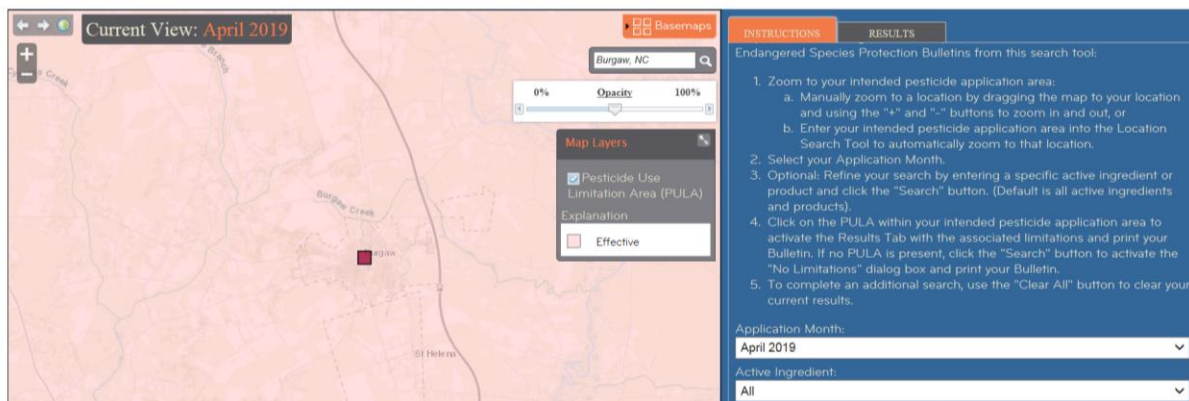 Current View: April 2019
Basemaps
Burgaw, NC
0% Opacity 100%
Map Layers
Pesticide Use
Limitation Area (PULA)
Explanation
Effective
Creek
Burgaw Creek
St Helena
INSTRUCTIONS RESULTS
Endangered Species Protection Bulletins from this search tool:
1. Zoom to your intended pesticide application area:
a. Manually zoom to a location by dragging the map to your location
and using the "+" and "-" buttons to zoom in and out, or
b. Enter your intended pesticide application area into the Location
Search Tool to automatically zoom to that location.
2. Select your Application Month.
3. Optional: Refine your search by entering a specific active ingredient or
product and click the "Search" button. (Default is all active ingredients
and products).
4. Click on the PULA within your intended pesticide application area to
activate the Results Tab with the associated limitations and print your
Bulletin. If no PULA is present, click the "Search" button to activate the
"No Limitations" dialog box and print your Bulletin.
5. To complete an additional search, use the "Clear All" button to clear your
current results.
Application Month:
April 2019
Active Ingredient:
All